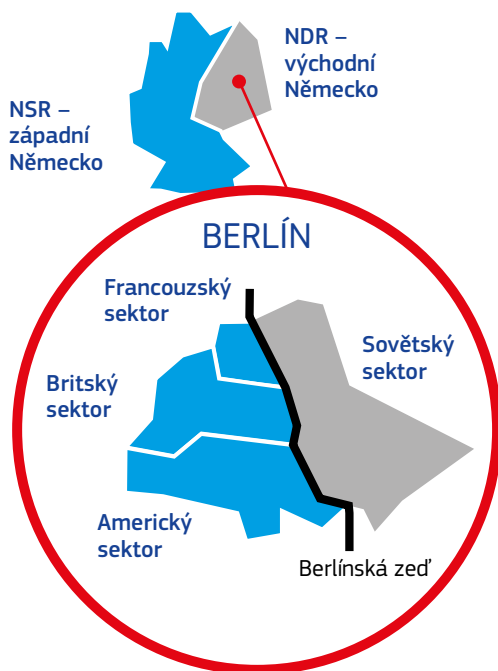 NDR –
východní
Německo
NSR –
západní
Německo
BERLÍN
Francouzský
sektor
Sovětský
sektor
Britský
sektor
Americký
sektor
Berlínská zeď